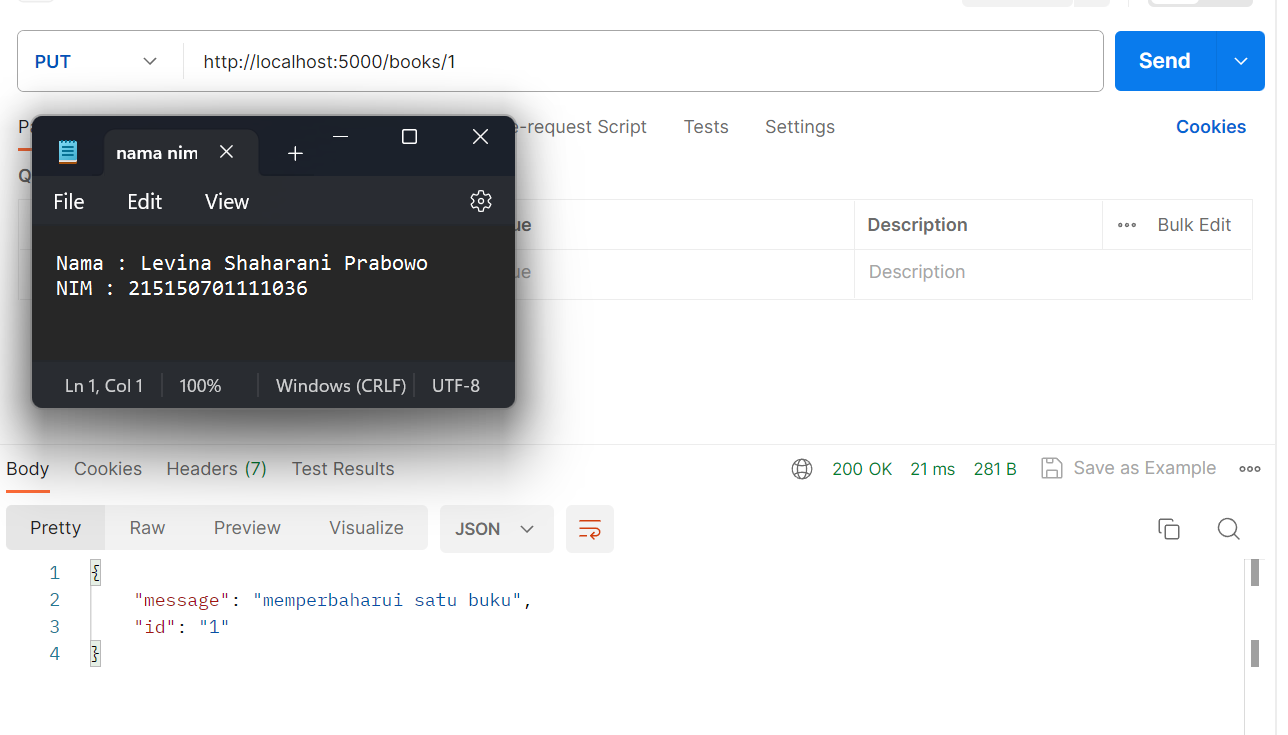 PUT http://localhost:5000/books/1 Send
e-request Script Tests Settings Cookies
nama nim
File Edit View
Description Bulk Edit
Nama : Levina Shaharani Prabowo
NIM : 215150701111036
Description
Ln 1, Col 1 100% Windows (CRLF) UTF-8
Body Cookies Headers (7) Test Results 200 OK 21 ms 281 B Save as Example
Pretty Raw Preview Visualize JSON
1 {
2 "message": "memperbaharui satu buku",
3 "id": "1"
4 }